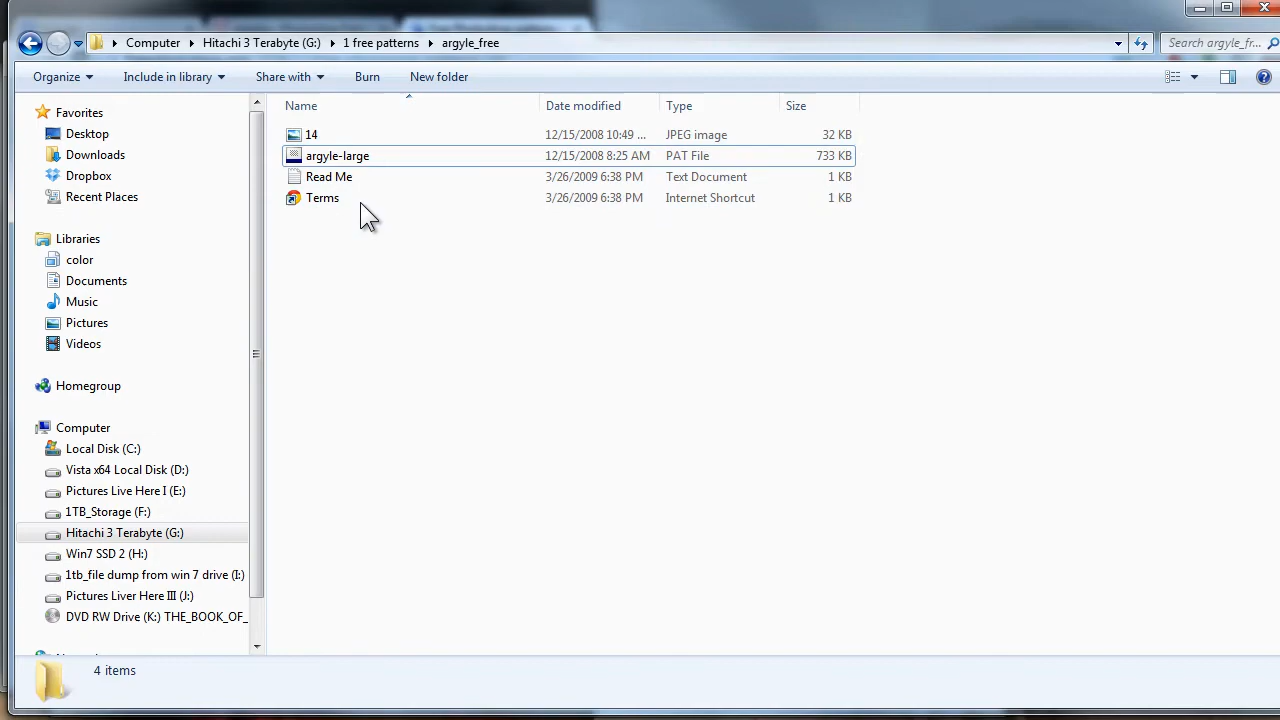 Computer Hitachi 3 Terabyte (G:) 1 free patterns argyle_free Search argyle_fr...
Organize Include in library Share with Burn New folder
Name Date modified Type Size
14 12/15/2008 10:49 ... JPEG image 32 KB
argyle-large 12/15/2008 8:25 AM PAT File 733 KB
Read Me 3/26/2009 6:38 PM Text Document 1 KB
Terms 3/26/2009 6:38 PM Internet Shortcut 1 KB
Favorites
Desktop
Downloads
Dropbox
Recent Places
Libraries
color
Documents
Music
Pictures
Videos
Homegroup
Computer
Local Disk (C:)
Vista x64 Local Disk (D:)
Pictures Live Here I (E:)
1TB_Storage (F:)
Hitachi 3 Terabyte (G:)
Win7 SSD 2 (H:)
1tb_file dump from win 7 drive (I:)
Pictures Liver Here III (J:)
DVD RW Drive (K:) THE_BOOK_OF_
4 items